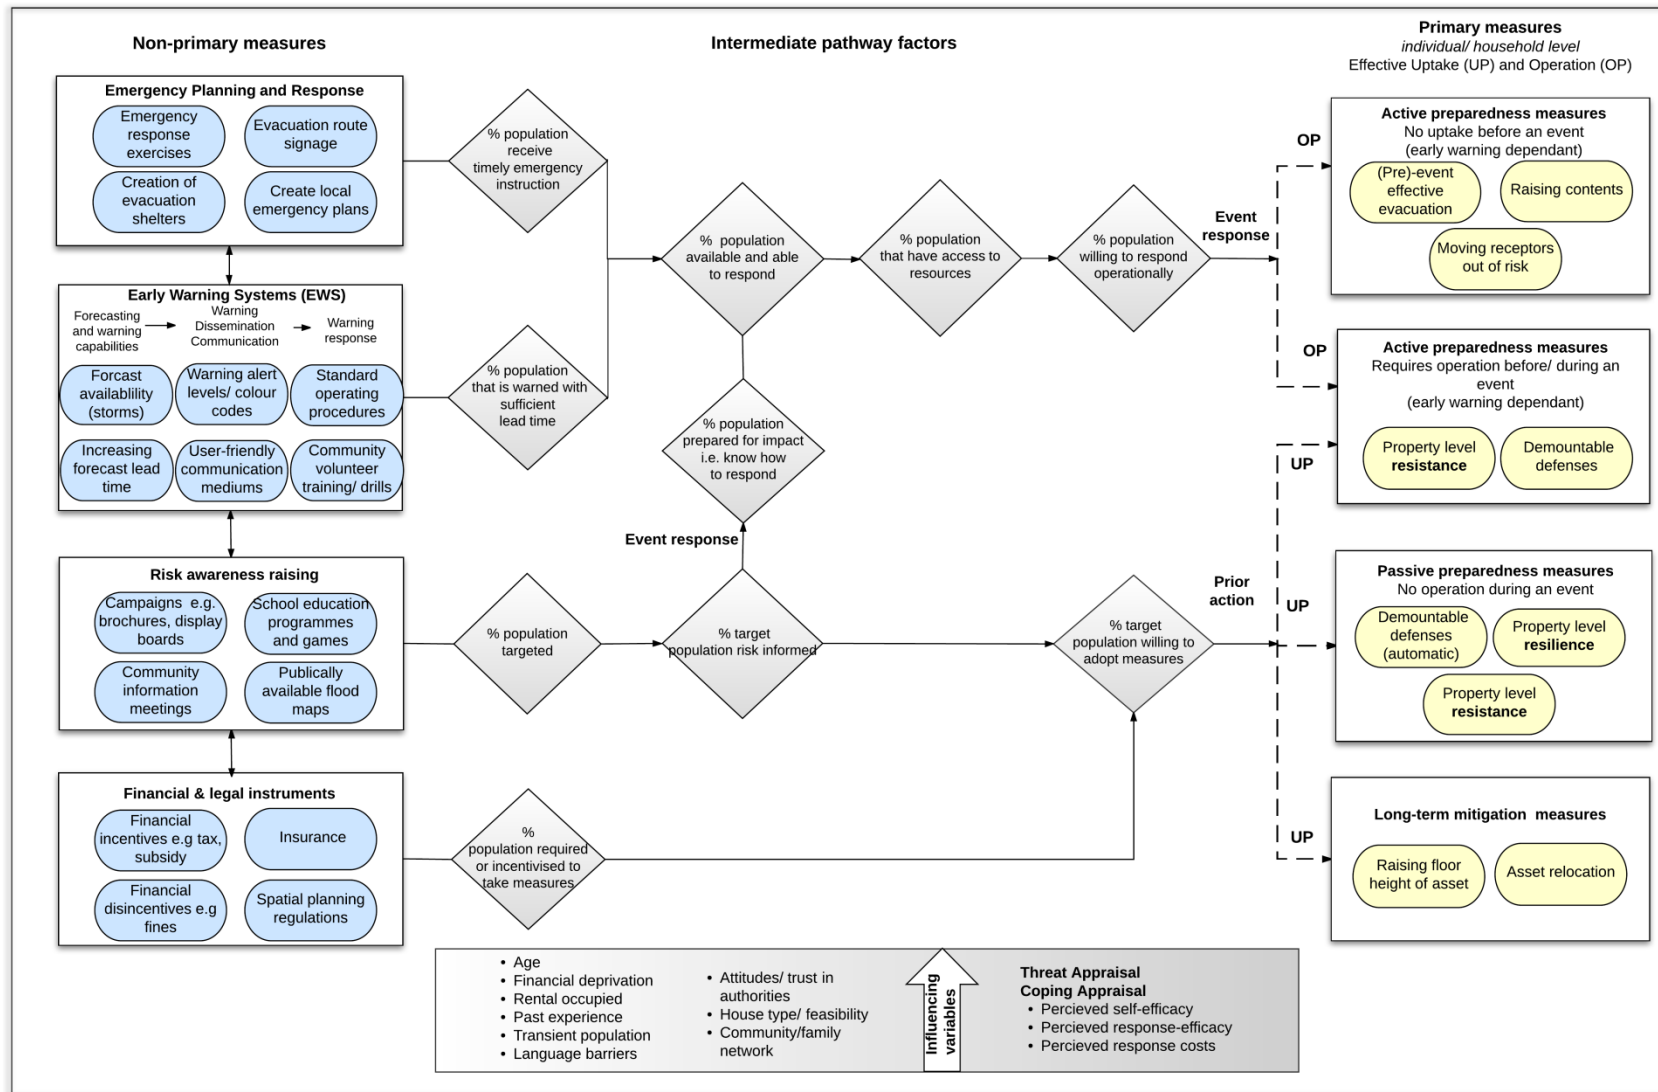 Non-primary measures
Intermediate pathway factors
Primary measures
individual/ household level
Effective Uptake (UP) and Operation (OP)
Emergency Planning and Response
Emergency
response
exercises
Evacuation route
signage
Creation of
evacuation
shelters
Create local
emergency plans
Early Warning Systems (EWS)
Forecasting
and warning
capabilities
Warning
Dissemination
Communication
Warning
response
Forcast
availablility
(storms)
Warning alert
levels/ colour
codes
Standard
operating
procedures
Increasing
forecast lead
time
User-friendly
communication
mediums
Community
volunteer
training/ drills
Risk awareness raising
Campaigns e.g.
brochures, display
boards
School education
programmes
and games
Community
information
meetings
Publically
available flood
maps
Financial & legal instruments
Financial
incentives e.g tax,
subsidy
Insurance
Financial
disincentives e.g
fines
Spatial planning
regulations
% population
receive
timely emergency
instruction
% population
that is warned with
sufficient
lead time
% population
available and able
to respond
% population
that have access to
resources
% population
willing to respond
operationally
Event
response
% population
prepared for impact
i.e. know how
to respond
Event response
% population
targeted
% target
population risk informed
% target
population willing to
adopt measures
Prior
action
%
population required
or incentivised to
take measures
OP
OP
UP
UP
UP
Active preparedness measures
No uptake before an event
(early warning dependant)
(Pre)-event
effective
evacuation
Raising contents
Moving receptors
out of risk
Active preparedness measures
Requires operation before/ during an
event
(early warning dependant)
Property level
resistance
Demountable
defenses
Passive preparedness measures
No operation during an event
Demountable
defenses
(automatic)
Property level
resilience
Property level
resistance
Long-term mitigation measures
Raising floor
height of asset
Asset relocation
• Age
• Financial deprivation
• Rental occupied
• Past experience
• Transient population
• Language barriers
• Attitudes/ trust in
authorities
• House type/ feasibility
• Community/family
network
Influencing
variables
Threat Appraisal
Coping Appraisal
• Percieved self-efficacy
• Percieved response-efficacy
• Percieved response costs